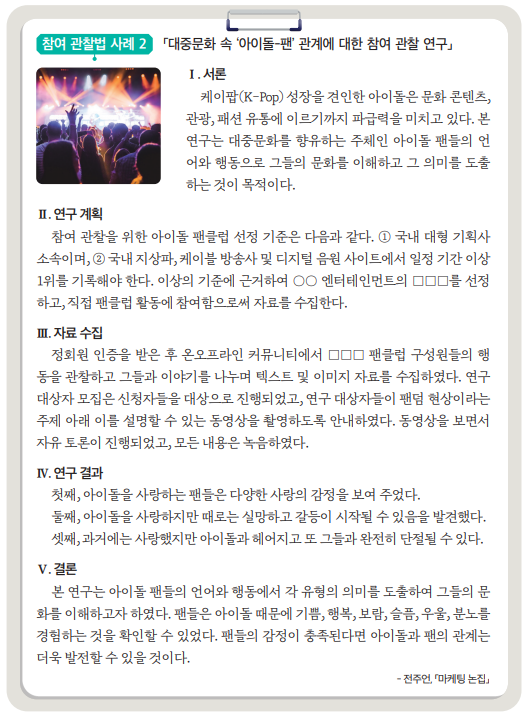 참여 관찰법 사례 2 「대중문화 속 ‘아이돌-팬’ 관계에 대한 참여 관찰 연구」
Ⅰ. 서론
케이팝(K-Pop) 성장을 견인한 아이돌은 문화 콘텐츠,
관광, 패션 유통에 이르기까지 파급력을 미치고 있다. 본
연구는 대중문화를 향유하는 주체인 아이돌 팬들의 언
어와 행동으로 그들의 문화를 이해하고 그 의미를 도출
하는 것이 목적이다.
Ⅱ. 연구 계획
참여 관찰을 위한 아이돌 팬클럽 선정 기준은 다음과 같다. ① 국내 대형 기획사
소속이며, ② 국내 지상파, 케이블 방송사 및 디지털 음원 사이트에서 일정 기간 이상
1위를 기록해야 한다. 이상의 기준에 근거하여 ○○ 엔터테인먼트의 □□□를 선정
하고, 직접 팬클럽 활동에 참여함으로써 자료를 수집한다.
Ⅲ. 자료 수집
정회원 인증을 받은 후 온오프라인 커뮤니티에서 □□□ 팬클럽 구성원들의 행
동을 관찰하고 그들과 이야기를 나누며 텍스트 및 이미지 자료를 수집하였다. 연구
대상자 모집은 신청자들을 대상으로 진행되었고, 연구 대상자들이 팬덤 현상이라는
주제 아래 이를 설명할 수 있는 동영상을 촬영하도록 안내하였다. 동영상을 보면서
자유 토론이 진행되었고, 모든 내용은 녹음하였다.
Ⅳ. 연구 결과
첫째, 아이돌을 사랑하는 팬들은 다양한 사랑의 감정을 보여 주었다.
둘째, 아이돌을 사랑하지만 때로는 실망하고 갈등이 시작될 수 있음을 발견했다.
셋째, 과거에는 사랑했지만 아이돌과 헤어지고 또 그들과 완전히 단절될 수 있다.
Ⅴ. 결론
본 연구는 아이돌 팬들의 언어와 행동에서 각 유형의 의미를 도출하여 그들의 문
화를 이해하고자 하였다. 팬들은 아이돌 때문에 기쁨, 행복, 보람, 슬픔, 우울, 분노를
경험하는 것을 확인할 수 있었다. 팬들의 감정이 충족된다면 아이돌과 팬의 관계는
더욱 발전할 수 있을 것이다.
- 전주언, 「마케팅 논집」